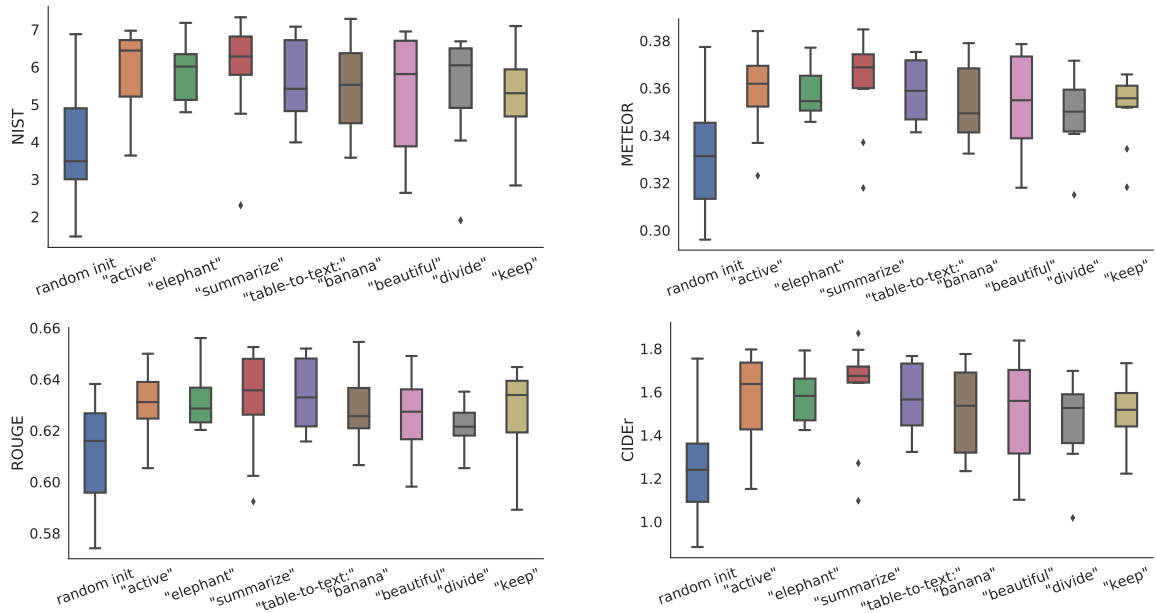 NIST
7
6
5
4
3
2
random init
"active"
"elephant"
"summarize"
"table-to-text:"
"banana"
"beautiful"
"divide"
"keep"
METEOR
0.38
0.36
0.34
0.32
0.30
random init
"active"
"elephant"
"summarize"
"table-to-text:"
"banana"
"beautiful"
"divide"
"keep"
ROUGE
0.66
0.64
0.62
0.60
0.58
random init
"active"
"elephant"
"summarize"
"table-to-text:"
"banana"
"beautiful"
"divide"
"keep"
CIDEr
1.8
1.6
1.4
1.2
1.0
random init
"active"
"elephant"
"summarize"
"table-to-text:"
"banana"
"beautiful"
"divide"
"keep"